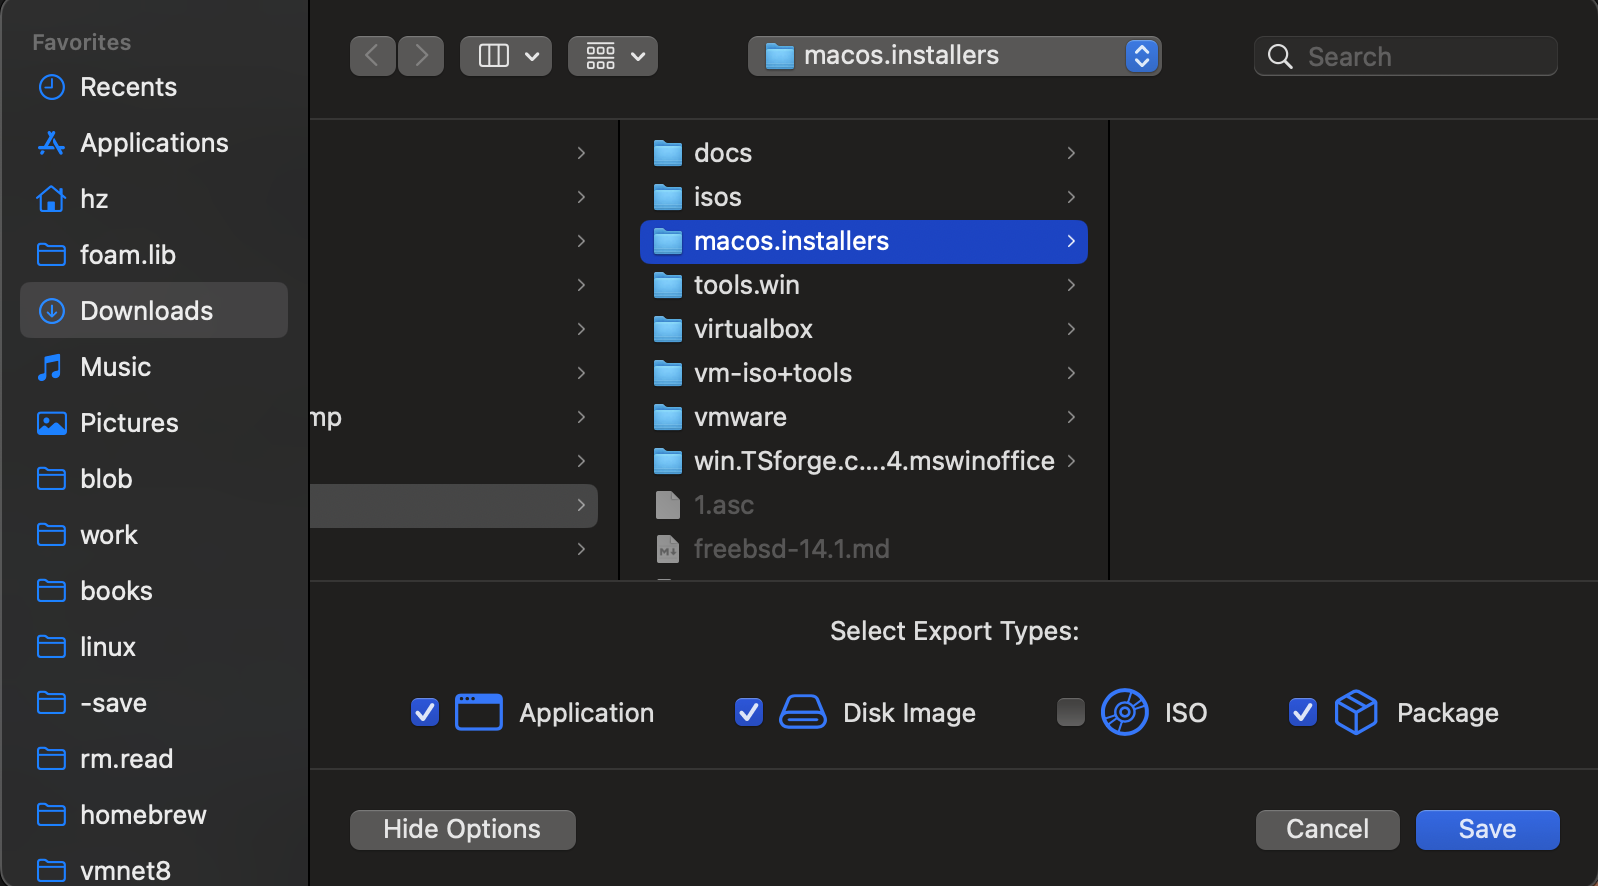 Favorites
Recents
Applications
hz
foam.lib
Downloads
Music
Pictures
blob
work
books
linux
-save
rm.read
homebrew
vmnet8
macos.installers
Search
mp
docs
isos
macos.installers
tools.win
virtualbox
vm-iso+tools
vmware
win.TSforge.c....4.mswinoffice
1.asc
freebsd-14.1.md
Select Export Types:
Application
Disk Image
ISO
Package
Hide Options
Cancel
Save